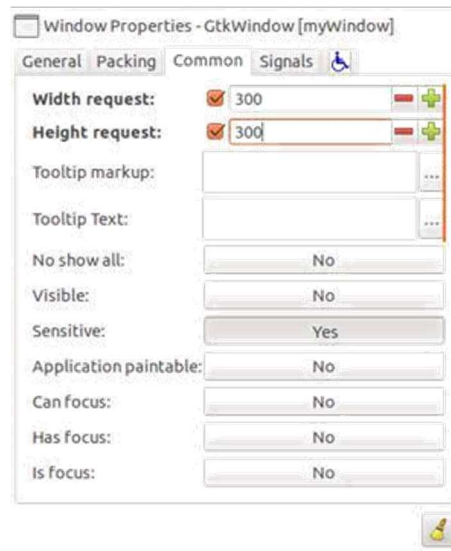 Window Properties - GtkWindow [myWindow]
General Packing Common Signals
Width request: 300
Height request: 300
Tooltip markup: ...
Tooltip Text: ...
No show all: No
Visible: No
Sensitive: Yes
Application paintable: No
Can focus: No
Has focus: No
Is focus: No